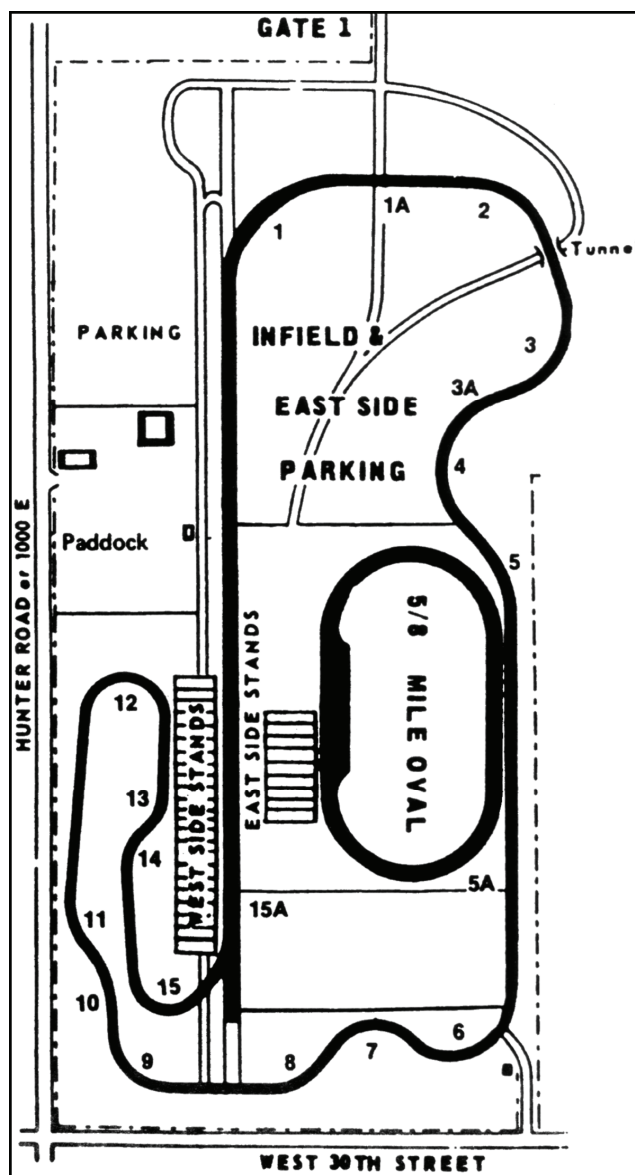 GATE 1
1
1A
2
Tunne
3
PARKING
INFIELD &
3A
EAST SIDE
4
PARKING
HUNTER ROAD or 1000 E
Paddock
5
5/8 MILE OVAL
EAST SIDE STANDS
WEST SIDE STANDS
12
13
14
5A
15A
11
15
10
6
7
9
8
WEST 30TH STREET